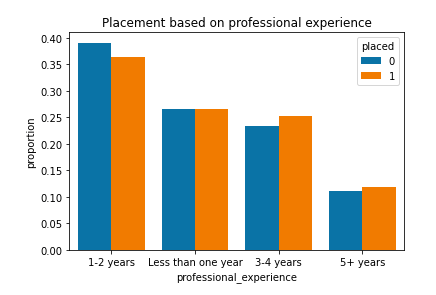 Placement based on professional experience
placed
0
1
0.40
0.35
0.30
0.25
0.20
0.15
0.10
0.05
0.00
proportion
1-2 years
Less than one year
3-4 years
5+ years
professional_experience